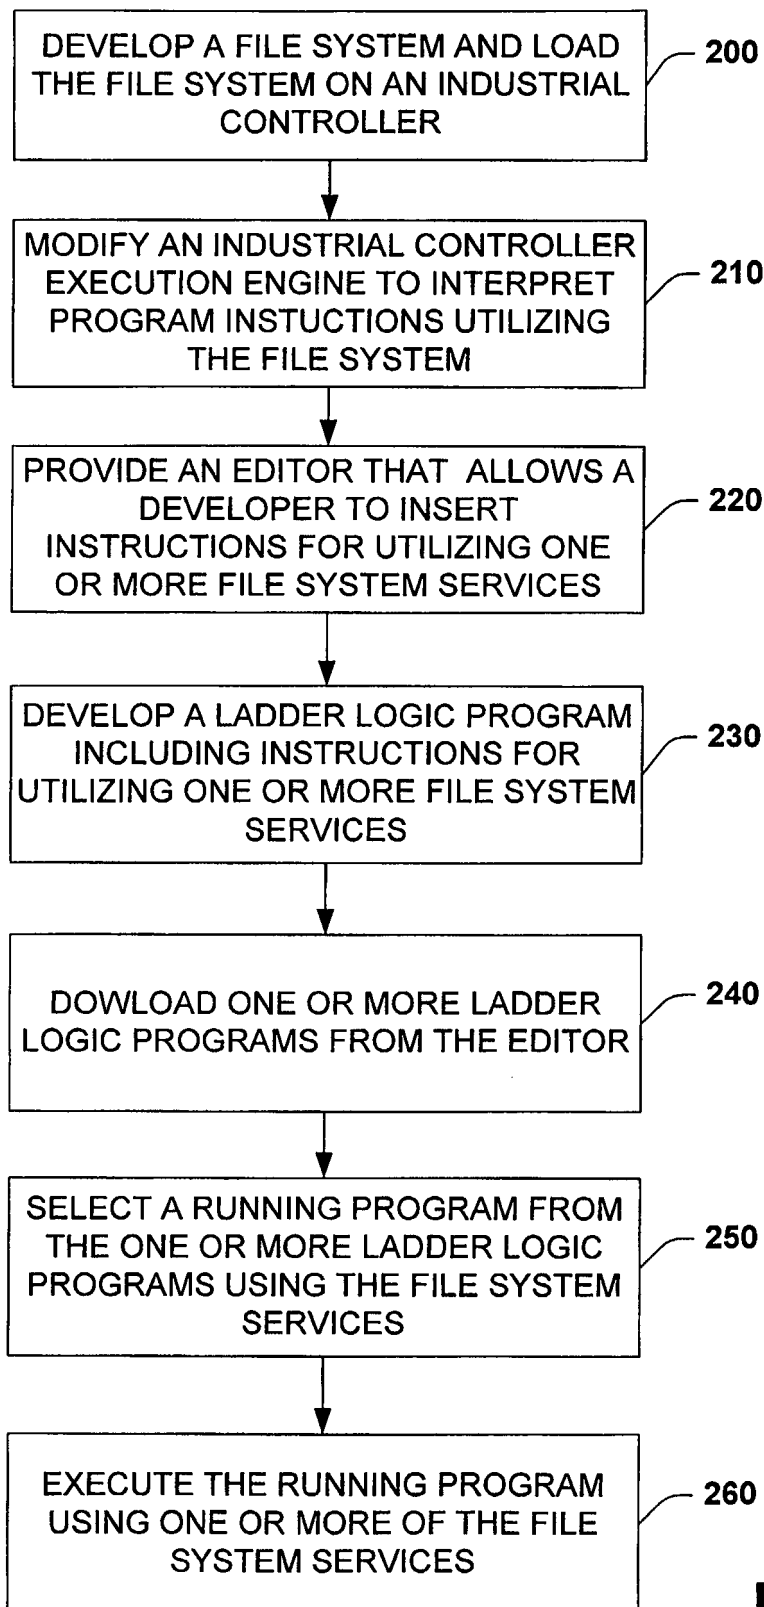 DEVELOP A FILE SYSTEM AND LOAD
THE FILE SYSTEM ON AN INDUSTRIAL
CONTROLLER
200
MODIFY AN INDUSTRIAL CONTROLLER
EXECUTION ENGINE TO INTERPRET
PROGRAM INSTUCTIONS UTILIZING
THE FILE SYSTEM
210
PROVIDE AN EDITOR THAT ALLOWS A
DEVELOPER TO INSERT
INSTRUCTIONS FOR UTILIZING ONE
OR MORE FILE SYSTEM SERVICES
220
DEVELOP A LADDER LOGIC PROGRAM
INCLUDING INSTRUCTIONS FOR
UTILIZING ONE OR MORE FILE SYSTEM
SERVICES
230
DOWLOAD ONE OR MORE LADDER
LOGIC PROGRAMS FROM THE EDITOR
240
SELECT A RUNNING PROGRAM FROM
THE ONE OR MORE LADDER LOGIC
PROGRAMS USING THE FILE SYSTEM
SERVICES
250
EXECUTE THE RUNNING PROGRAM
USING ONE OR MORE OF THE FILE
SYSTEM SERVICES
260